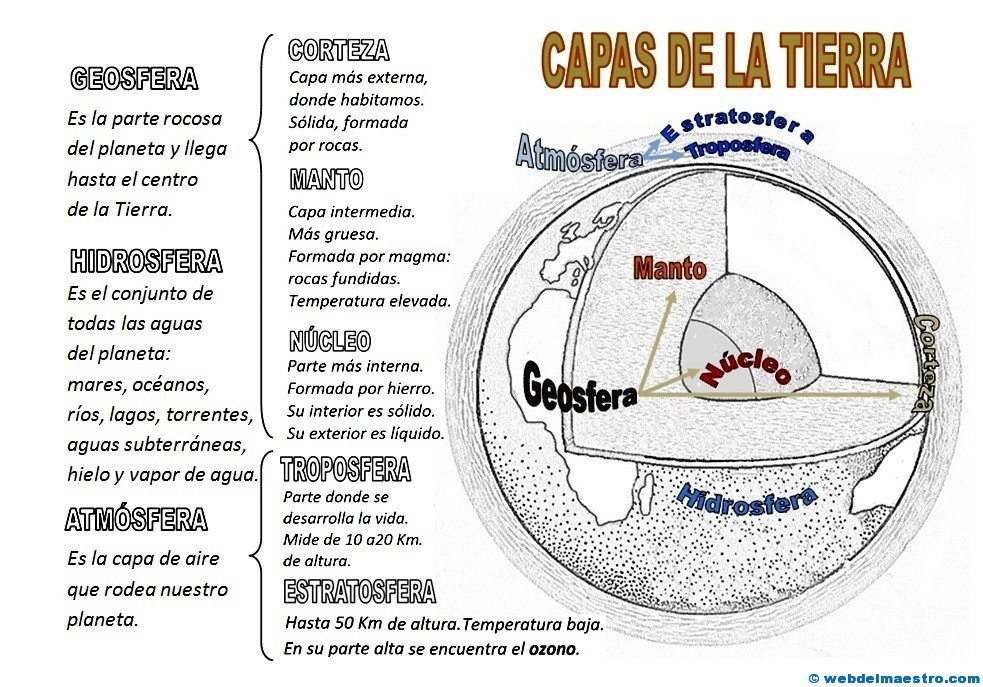 CAPAS DE LA TIERRA
GEOSFERA
Es la parte rocosa
del planeta y llega
hasta el centro
de la Tierra.
CORTEZA
Capa más externa,
donde habitamos.
Sólida, formada
por rocas.
MANTO
Capa intermedia.
Más gruesa.
Formada por magma:
rocas fundidas.
Temperatura elevada.
NÚCLEO
Parte más interna.
Formada por hierro.
Su interior es sólido.
Su exterior es líquido.
HIDROSFERA
Es el conjunto de
todas las aguas
del planeta:
mares, océanos,
ríos, lagos, torrentes,
aguas subterráneas,
hielo y vapor de agua.
ATMÓSFERA
Es la capa de aire
que rodea nuestro
planeta.
TROPOSFERA
Parte donde se
desarrolla la vida.
Mide de 10 a20 Km.
de altura.
ESTRATOSFERA
Hasta 50 Km de altura.Temperatura baja.
En su parte alta se encuentra el ozono.
Atmósfera
Estratosfera
Troposfera
Manto
Núcleo
Geosfera
Corteza
Hidrosfera
© webdelmaestro.com